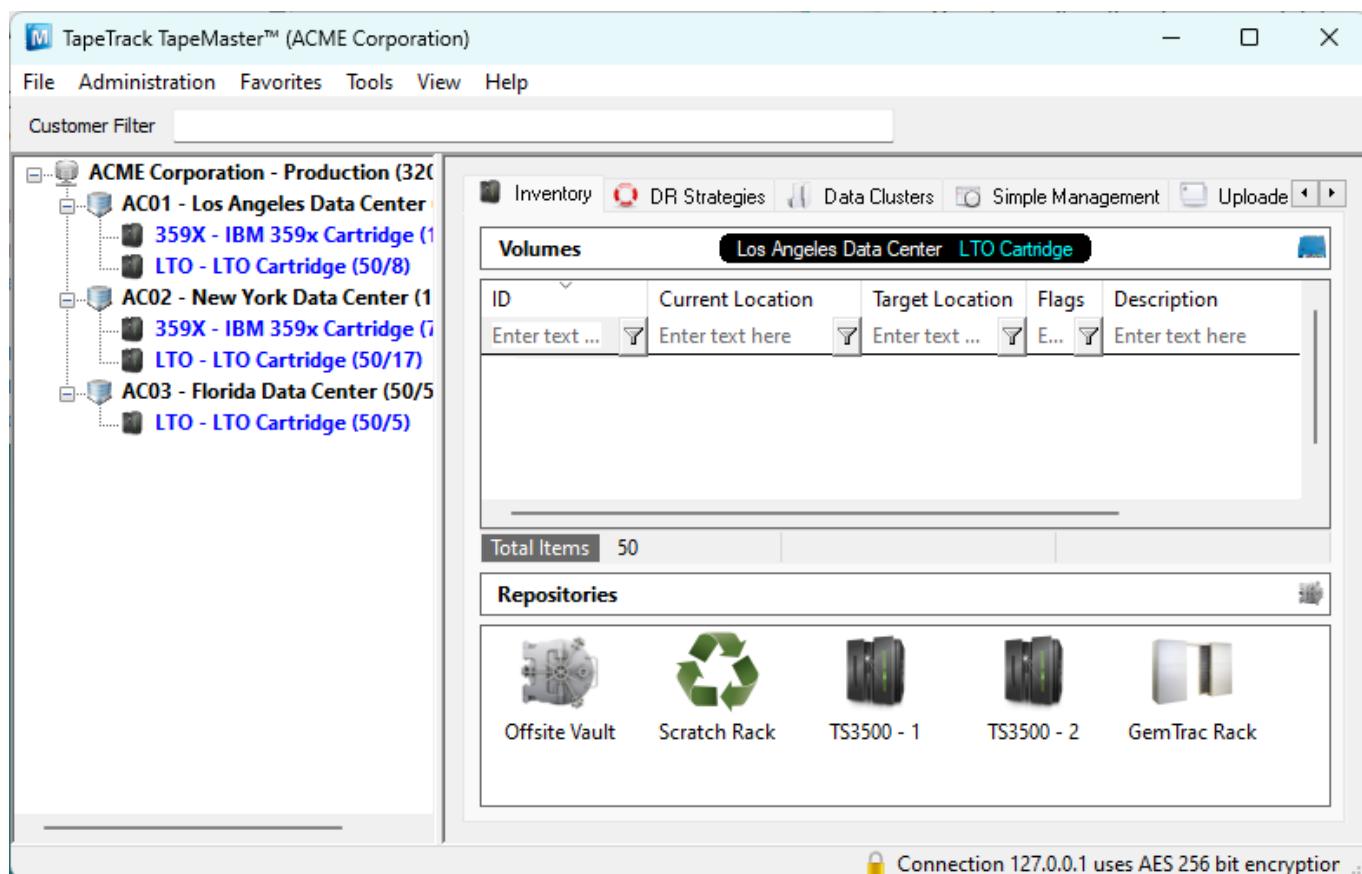 TapeTrack TapeMaster™ (ACME Corporation)
File Administration Favorites Tools View Help
Customer Filter
ACME Corporation - Production (320
AC01 - Los Angeles Data Center
359X - IBM 359x Cartridge (1
LTO - LTO Cartridge (50/8)
AC02 - New York Data Center (1
359X - IBM 359x Cartridge (7
LTO - LTO Cartridge (50/17)
AC03 - Florida Data Center (50/5
LTO - LTO Cartridge (50/5)
Inventory DR Strategies Data Clusters Simple Management Uploade
Volumes Los Angeles Data Center LTO Cartridge
ID Current Location Target Location Flags Description
Enter text ... Enter text here Enter text ... E... Enter text here
Total Items 50
Repositories
Offsite Vault Scratch Rack TS3500 - 1 TS3500 - 2 GemTrac Rack
Connection 127.0.0.1 uses AES 256 bit encryption